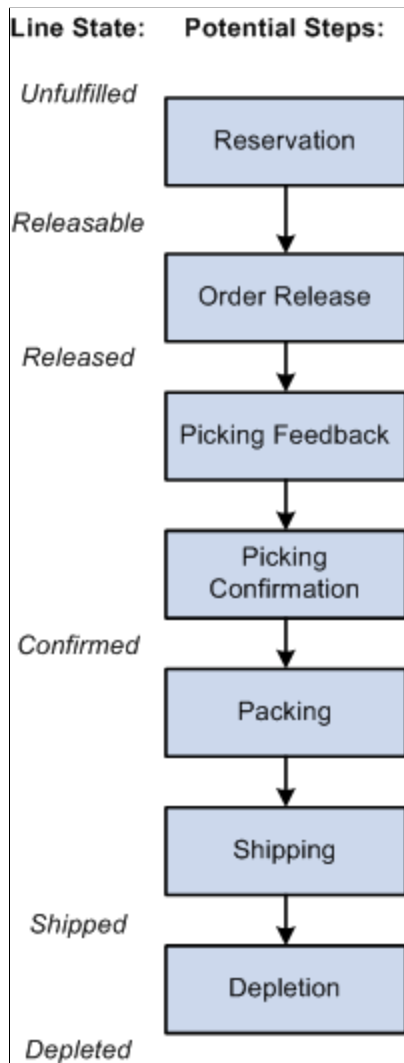 Line State: Potential Steps:
Unfulfilled
Reservation
Releasable
Order Release
Released
Picking Feedback
Picking
Confirmation
Confirmed
Packing
Shipping
Shipped
Depletion
Depleted